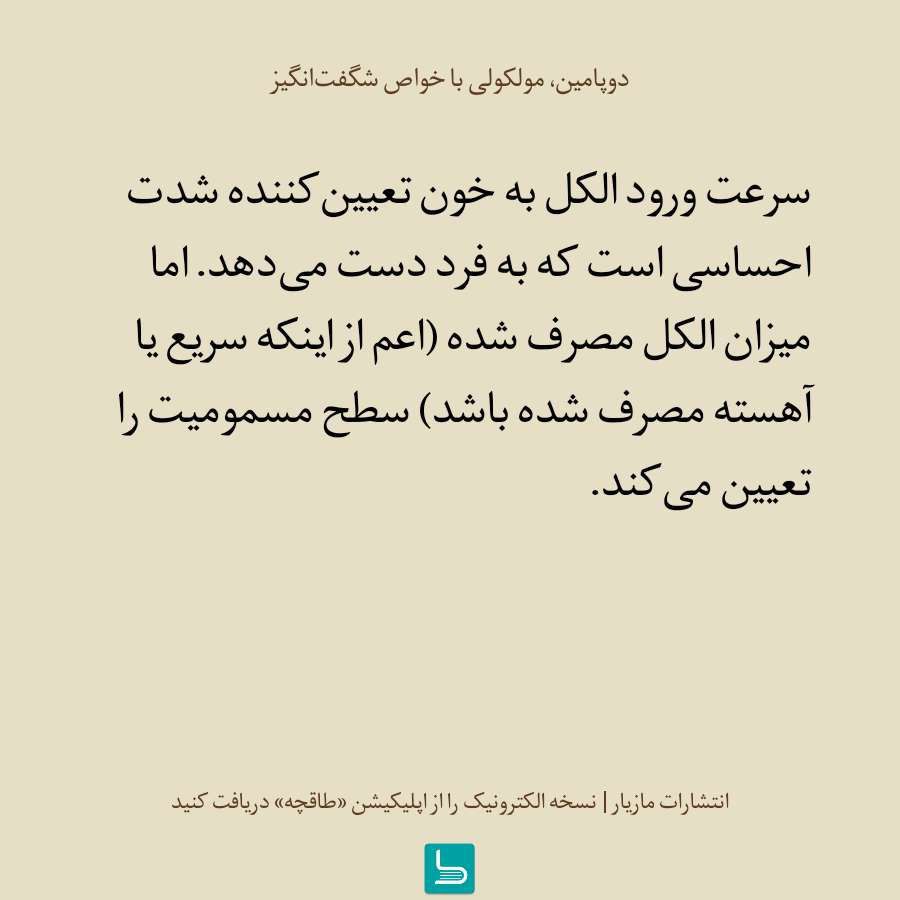 دوپامین، مولکولی با خواص شگفت‌انگیز
سرعت ورود الکل به خون تعیین‌کننده شدت
احساسی است که به فرد دست می‌دهد. اما
میزان الکل مصرف شده (اعم از اینکه سریع یا
آهسته مصرف شده باشد) سطح مسمومیت را
تعیین می‌کند.
انتشارات مازیار | نسخه الکترونیک را از اپلیکیشن «طاقچه» دریافت کنید